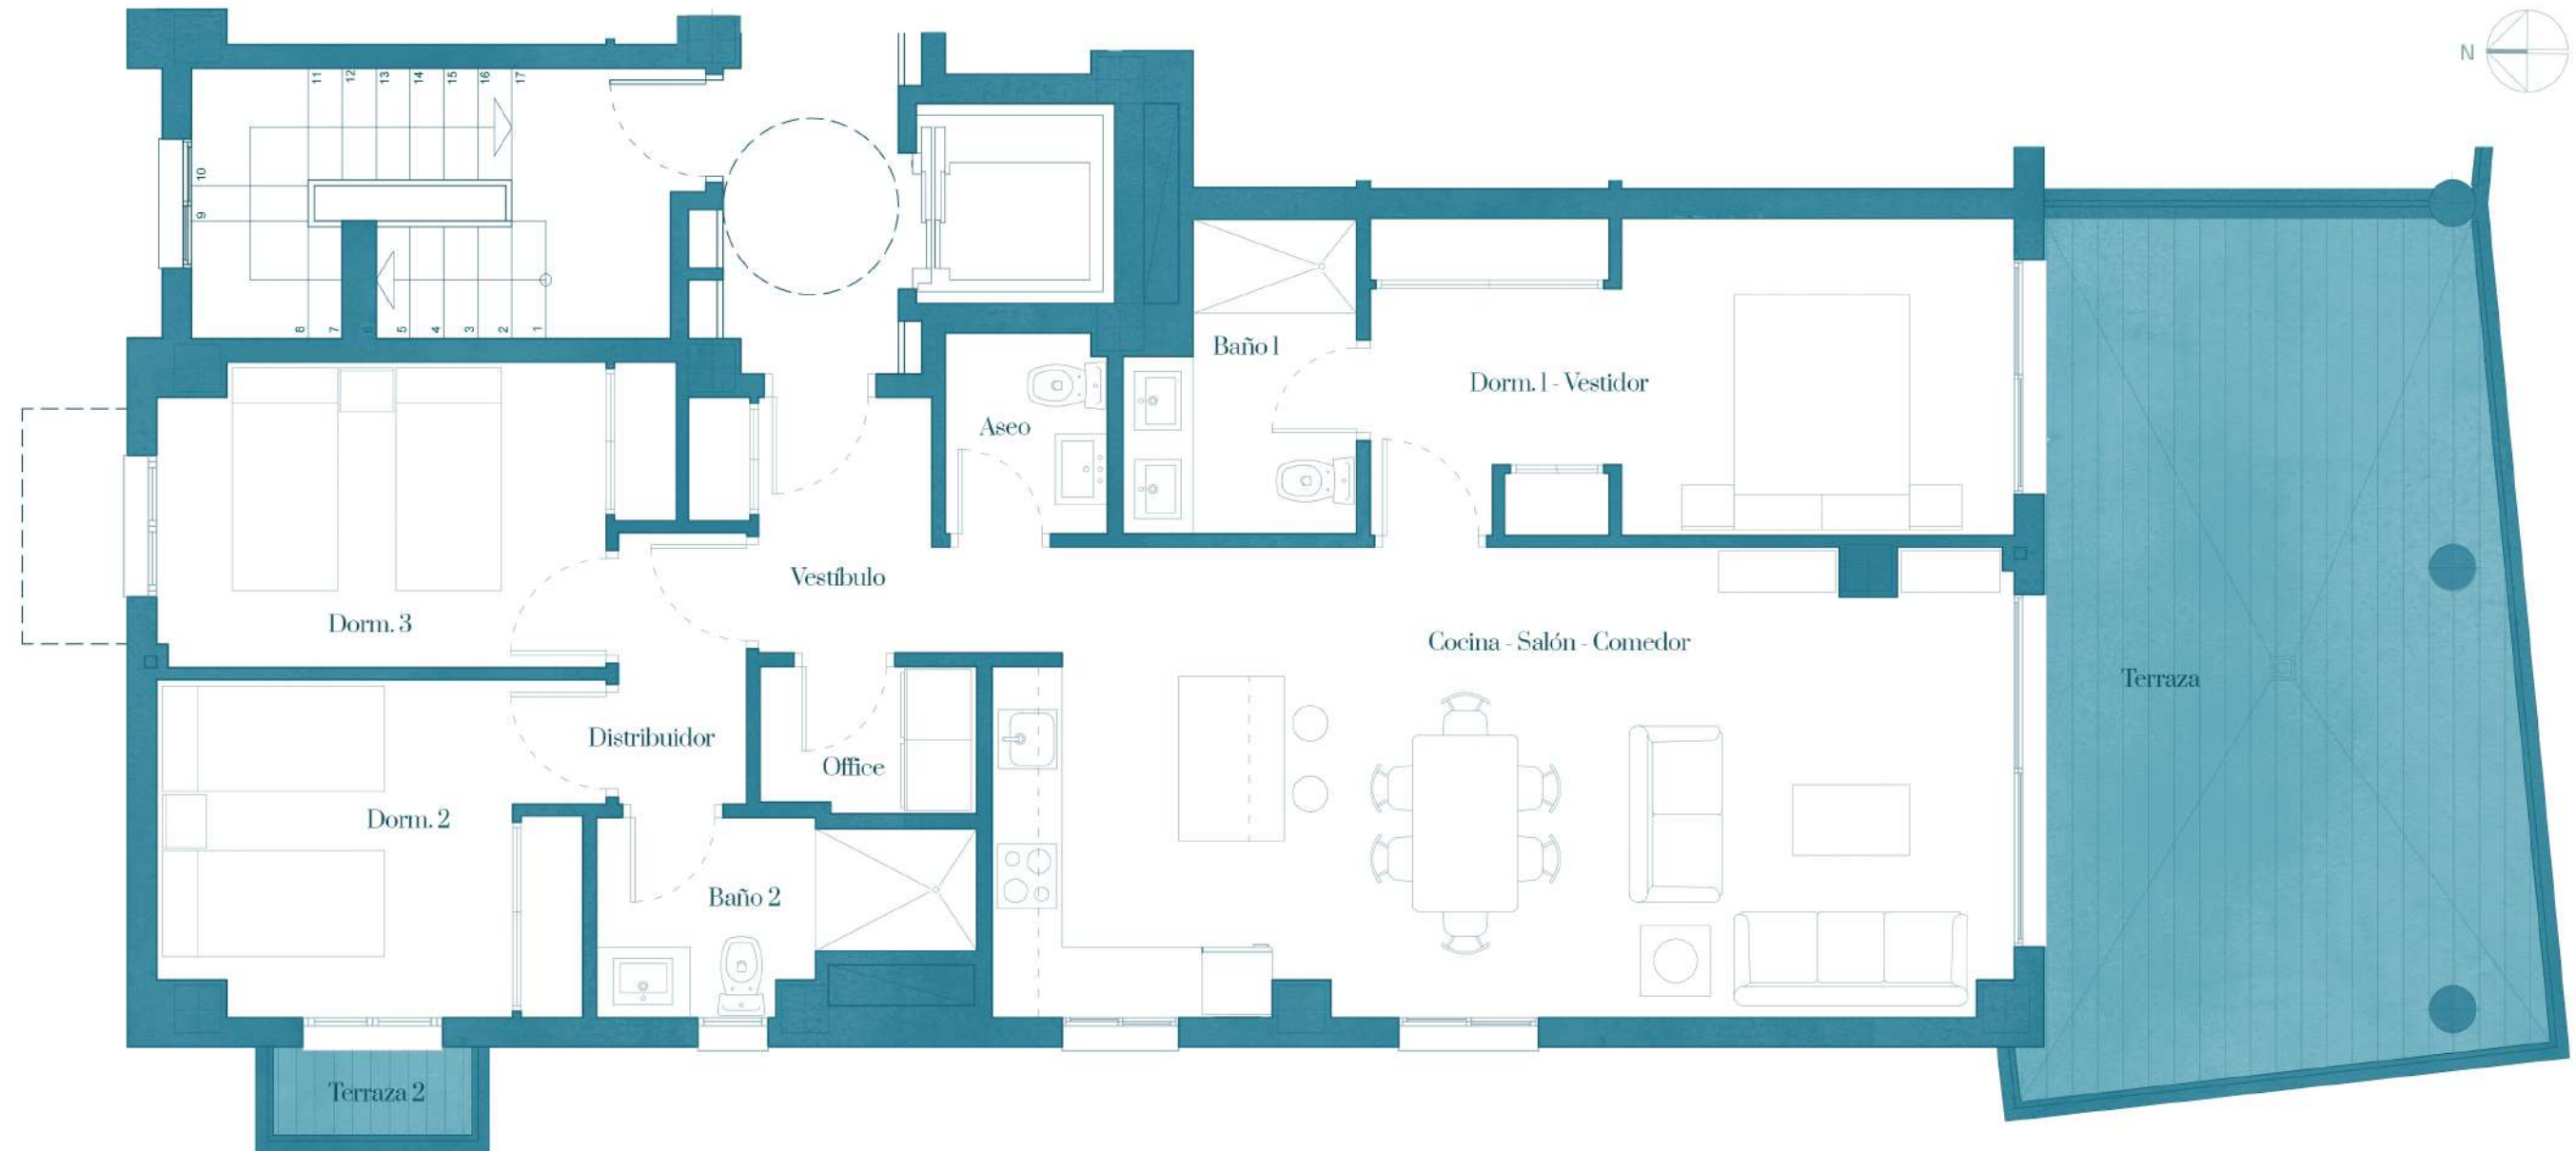 N
11
12
13
14
15
16
17
10
9
8
7
6
5
4
3
2
1
Baño 1
Dorm. 1 - Vestidor
Aseo
Vestíbulo
Dorm. 3
Cocina - Salón - Comedor
Terraza
Distribuidor
Office
Dorm. 2
Baño 2
Terraza 2